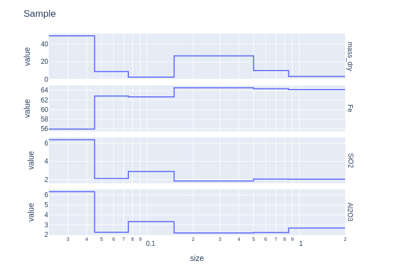 Sample
value
40
20
0
mass_dry
value
64
62
60
58
56
Fe
value
6
4
2
SiO2
value
6
5
4
3
2
Al2O3
3 4 5 6 7 8 9 0.1 2 3 4 5 6 7 8 9 1 2
size